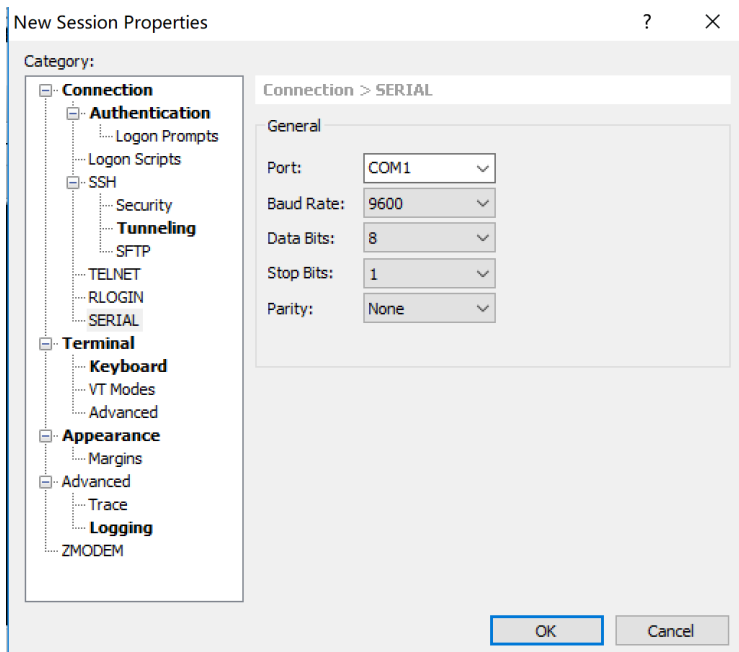 New Session Properties
?
Category:
Connection
Authentication
Logon Prompts
Logon Scripts
SSH
Security
Tunneling
SFTP
TELNET
RLOGIN
SERIAL
Terminal
Keyboard
VT Modes
Advanced
Appearance
Margins
Advanced
Trace
Logging
ZMODEM
Connection > SERIAL
General
Port: COM1
Baud Rate: 9600
Data Bits: 8
Stop Bits: 1
Parity: None
OK
Cancel